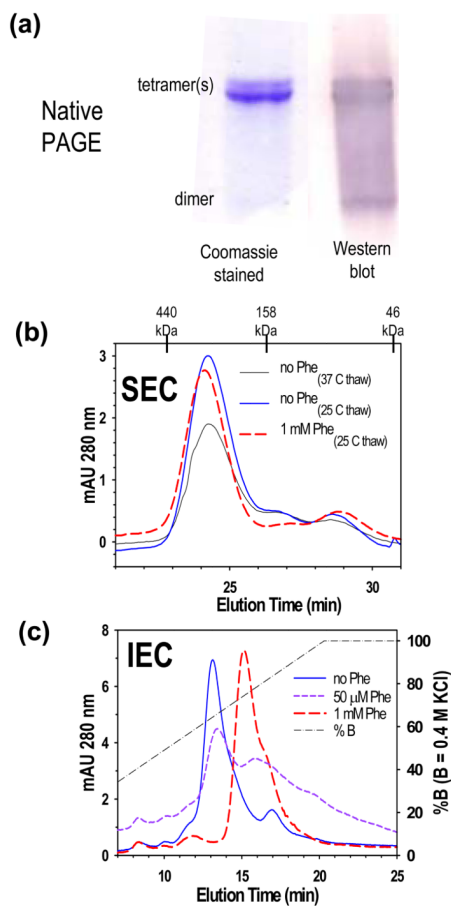 (a)
Native
PAGE
tetramer(s)
dimer
Coomassie
stained
Western
blot
(b)
440
kDa
158
kDa
46
kDa
SEC
no Phe (37 C thaw)
no Phe (25 C thaw)
1 mM Phe (25 C thaw)
mAU 280 nm
3
2
1
0
25
30
Elution Time (min)
(c)
IEC
no Phe
50 µM Phe
1 mM Phe
% B
mAU 280 nm
8
6
4
2
0
100
80
60
40
20
0
%B (B = 0.4 M KCl)
10
15
20
25
Elution Time (min)